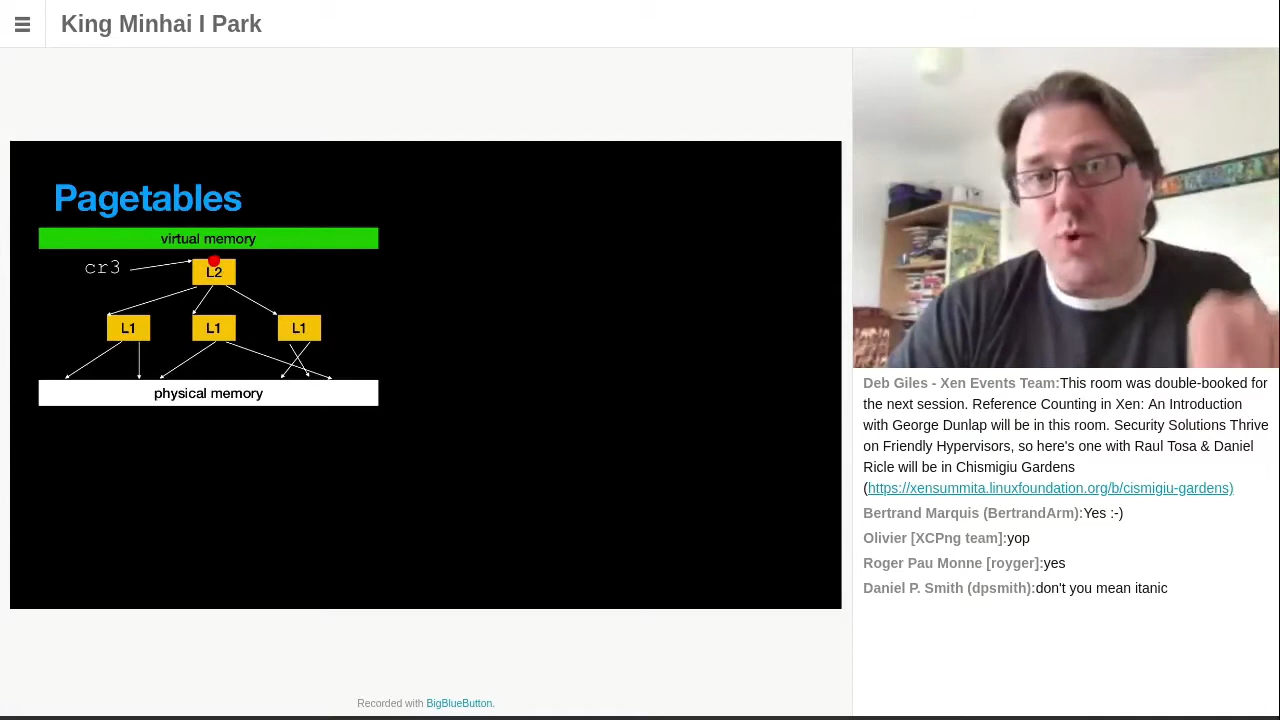 King Minhai I Park
Pagetables
virtual memory
cr3
L2
L1 L1 L1
physical memory
Deb Giles - Xen Events Team:This room was double-booked for
the next session. Reference Counting in Xen: An Introduction
with George Dunlap will be in this room. Security Solutions Thrive
on Friendly Hypervisors, so here's one with Raul Tosa & Daniel
Ricle will be in Chismigiu Gardens
(https://xensummita.linuxfoundation.org/b/cismigiu-gardens)
Bertrand Marquis (BertrandArm):Yes :-)
Olivier [XCPng team]:yop
Roger Pau Monne [royger]:yes
Daniel P. Smith (dpsmith):don't you mean itanic
Recorded with BigBlueButton.